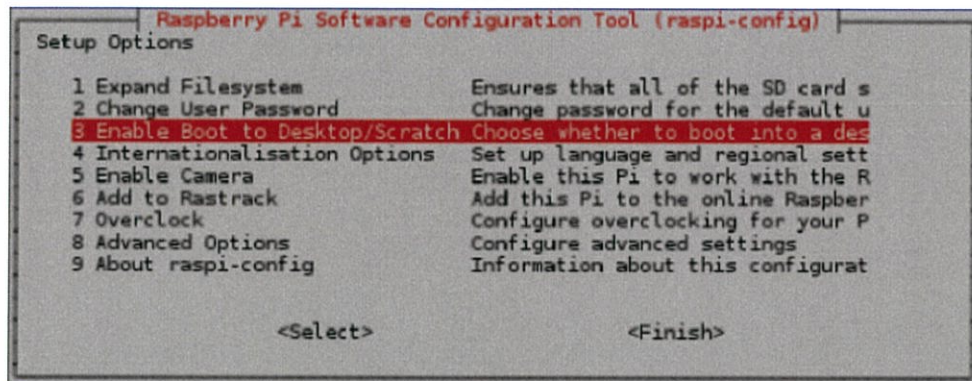 Raspberry Pi Software Configuration Tool (raspi-config)
Setup Options
1 Expand Filesystem Ensures that all of the SD card s
2 Change User Password Change password for the default u
3 Enable Boot to Desktop/Scratch Choose whether to boot into a des
4 Internationalisation Options Set up language and regional sett
5 Enable Camera Enable this Pi to work with the R
6 Add to Rastrack Add this Pi to the online Raspber
7 Overclock Configure overclocking for your P
8 Advanced Options Configure advanced settings
9 About raspi-config Information about this configurat
<Select> <Finish>